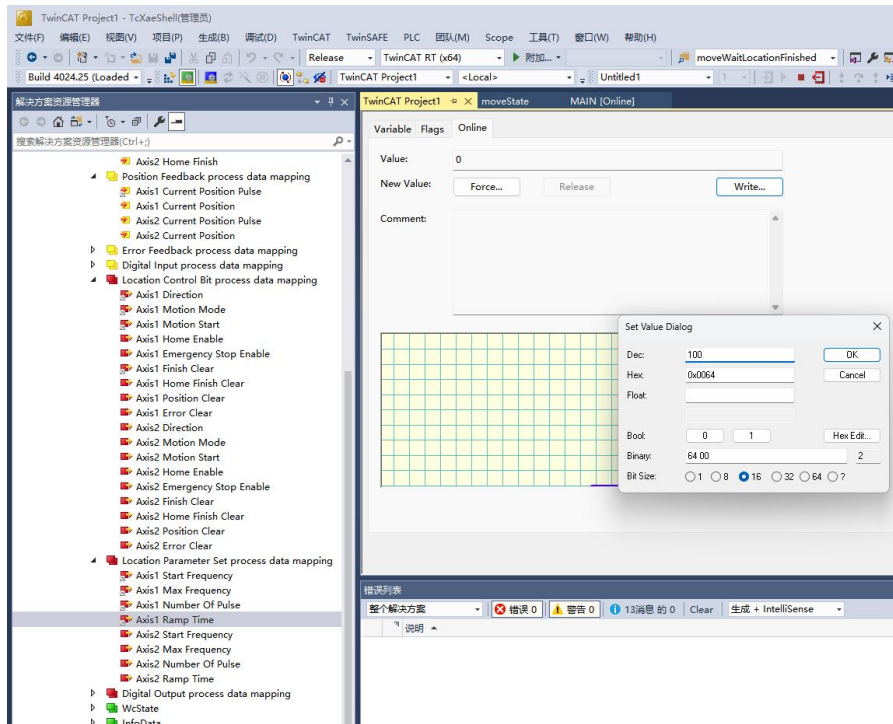 TwinCAT Project1 - TcXaeShell(管理员)
文件(F) 编辑(E) 视图(V) 项目(P) 生成(B) 调试(D) TwinCAT TwinSAFE PLC 团队(M) Scope 工具(T) 窗口(W) 帮助(H)
Release TwinCAT RT (x64) 附加... moveWaitLocationFinished
Build 4024.25 (Loaded TwinCAT Project1 <Local> Untitled1
解决方案资源管理器
搜索解决方案资源管理器(Ctrl+;)
Axis2 Home Finish
Position Feedback process data mapping
Axis1 Current Position Pulse
Axis1 Current Position
Axis2 Current Position Pulse
Axis2 Current Position
Error Feedback process data mapping
Digital Input process data mapping
Location Control Bit process data mapping
Axis1 Direction
Axis1 Motion Mode
Axis1 Motion Start
Axis1 Home Enable
Axis1 Emergency Stop Enable
Axis1 Finish Clear
Axis1 Home Finish Clear
Axis1 Position Clear
Axis1 Error Clear
Axis2 Direction
Axis2 Motion Mode
Axis2 Motion Start
Axis2 Home Enable
Axis2 Emergency Stop Enable
Axis2 Finish Clear
Axis2 Home Finish Clear
Axis2 Position Clear
Axis2 Error Clear
Location Parameter Set process data mapping
Axis1 Start Frequency
Axis1 Max Frequency
Axis1 Number Of Pulse
Axis1 Ramp Time
Axis2 Start Frequency
Axis2 Max Frequency
Axis2 Number Of Pulse
Axis2 Ramp Time
Digital Output process data mapping
WcState
InfoData
TwinCAT Project1 moveState MAIN [Online]
Variable Flags Online
Value: 0
New Value: Force... Release Write...
Comment:
Set Value Dialog
Dec: 100 OK
Hex: 0x0064 Cancel
Float:
Bool: 0 1 Hex Edit...
Binary: 64 00 2
Bit Size: 1 8 16 32 64 ?
错误列表
整个解决方案 错误 0 警告 0 13消息 的 0 Clear 生成 + IntelliSense
说明